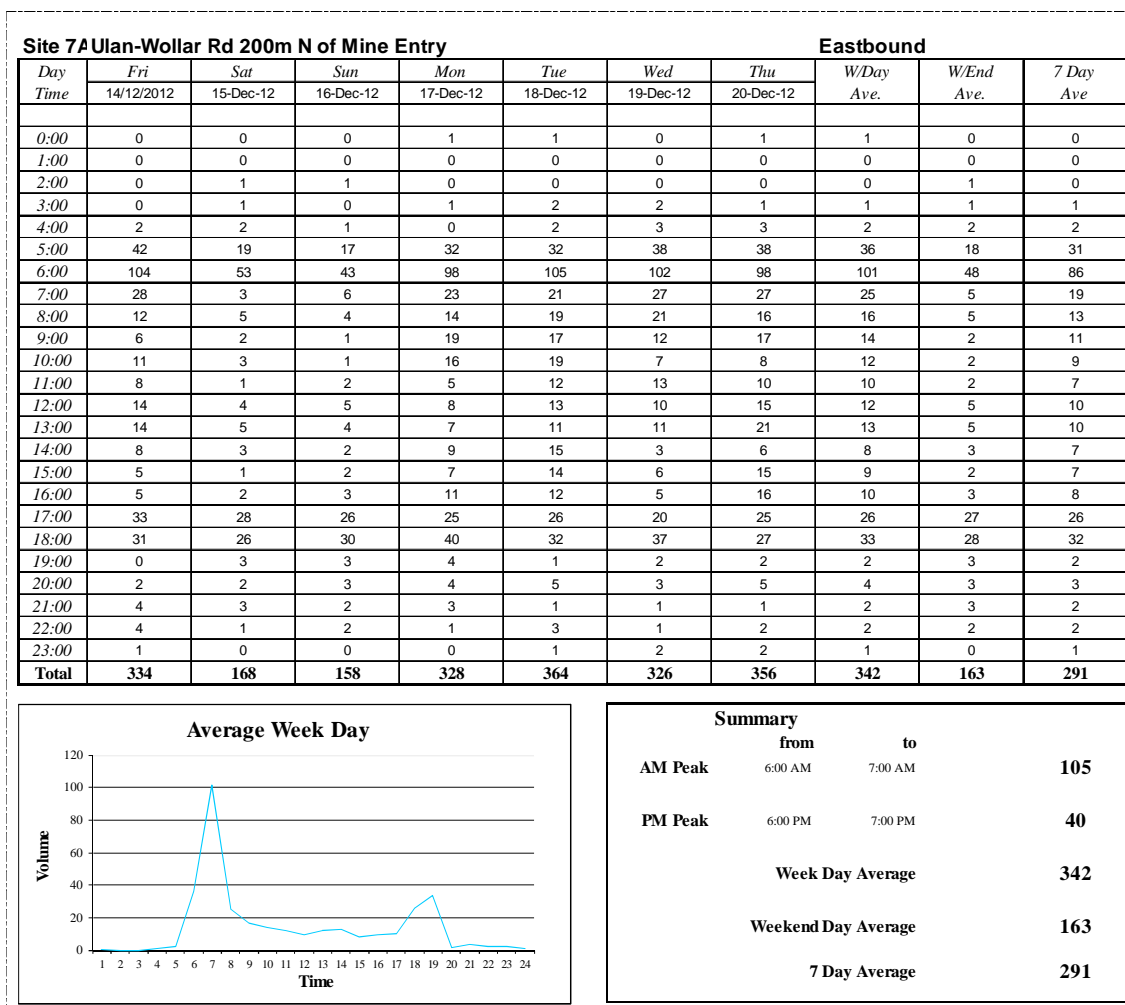 Site 7A Ulan-Wollar Rd 200m N of Mine Entry Eastbound
Day Fri Sat Sun Mon Tue Wed Thu W/Day W/End 7 Day
Time 14/12/2012 15-Dec-12 16-Dec-12 17-Dec-12 18-Dec-12 19-Dec-12 20-Dec-12 Ave. Ave. Ave
0:00 0 0 0 1 1 0 1 1 0 0
1:00 0 0 0 0 0 0 0 0 0 0
2:00 0 1 1 0 0 0 0 0 1 0
3:00 0 1 0 1 2 2 1 1 1 1
4:00 2 2 1 0 2 3 3 2 2 2
5:00 42 19 17 32 32 38 38 36 18 31
6:00 104 53 43 98 105 102 98 101 48 86
7:00 28 3 6 23 21 27 27 25 5 19
8:00 12 5 4 14 19 21 16 16 5 13
9:00 6 2 1 19 17 12 17 14 2 11
10:00 11 3 1 16 19 7 8 12 2 9
11:00 8 1 2 5 12 13 10 10 2 7
12:00 14 4 5 8 13 10 15 12 5 10
13:00 14 5 4 7 11 11 21 13 5 10
14:00 8 3 2 9 15 3 6 8 3 7
15:00 5 1 2 7 14 6 15 9 2 7
16:00 5 2 3 11 12 5 16 10 3 8
17:00 33 28 26 25 26 20 25 26 27 26
18:00 31 26 30 40 32 37 27 33 28 32
19:00 0 3 3 4 1 2 2 2 3 2
20:00 2 2 3 4 5 3 5 4 3 3
21:00 4 3 2 3 1 1 1 2 3 2
22:00 4 1 2 1 3 1 2 2 2 2
23:00 1 0 0 0 1 2 2 1 0 1
Total 334 168 158 328 364 326 356 342 163 291
Average Week Day
120
100
80
60
40
20
0
Volume
1 2 3 4 5 6 7 8 9 10 11 12 13 14 15 16 17 18 19 20 21 22 23 24
Time
Summary
from to
AM Peak 6:00 AM 7:00 AM 105
PM Peak 6:00 PM 7:00 PM 40
Week Day Average 342
Weekend Day Average 163
7 Day Average 291